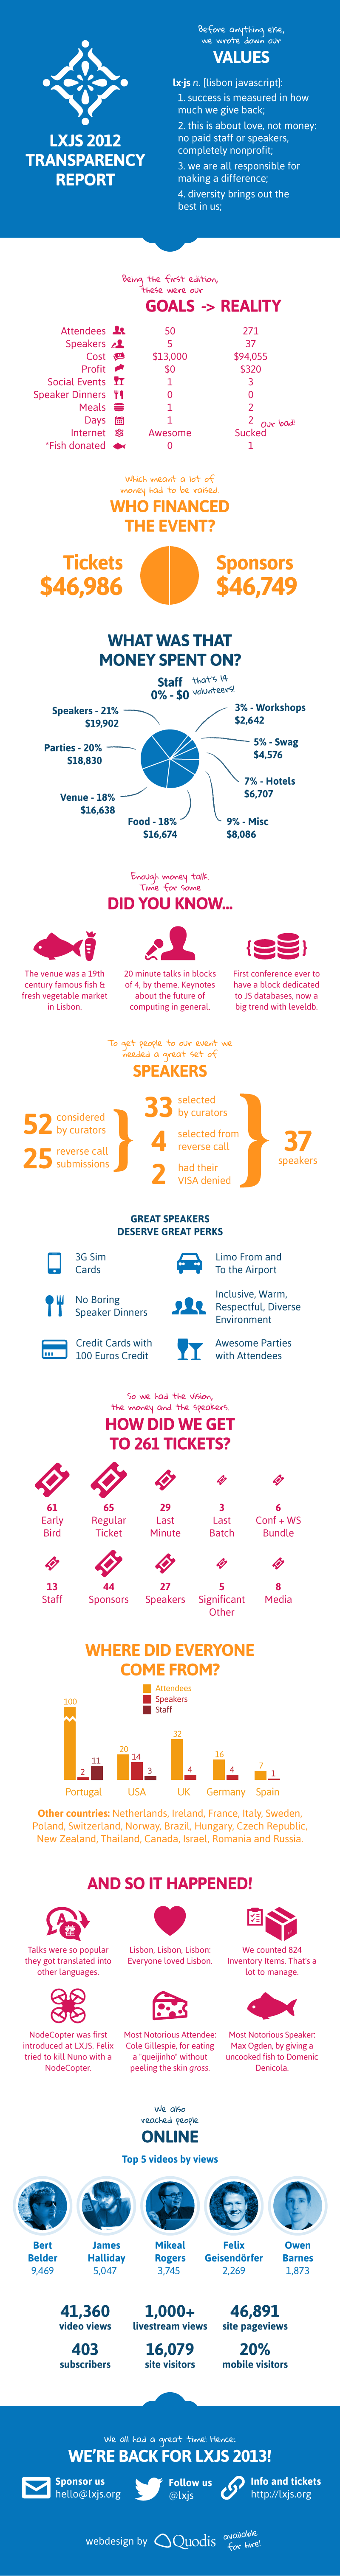 Before anything else,
we wrote down our
VALUES
LXJS 2012
TRANSPARENCY
REPORT
lx·js n. [lisbon javascript]:
1. success is measured in how
much we give back;
2. this is about love, not money:
no paid staff or speakers,
completely nonprofit;
3. we are all responsible for
making a difference;
4. diversity brings out the
best in us;
Being the first edition,
these were our
GOALS -> REALITY
Attendees 50 271
Speakers 5 37
Cost $13,000 $94,055
Profit $0 $320
Social Events 1 3
Speaker Dinners 0 0
Meals 1 2
Days 1 2
Internet Awesome Sucked our bad!
*Fish donated 0 1
Which meant a lot of
money had to be raised.
WHO FINANCED
THE EVENT?
Tickets
$46,986
Sponsors
$46,749
WHAT WAS THAT
MONEY SPENT ON?
Staff
0% - $0
that's 14
volunteers!
Speakers - 21%
$19,902
3% - Workshops
$2,642
Parties - 20%
$18,830
5% - Swag
$4,576
Venue - 18%
$16,638
7% - Hotels
$6,707
Food - 18%
$16,674
9% - Misc
$8,086
Enough money talk.
Time for some
DID YOU KNOW...
The venue was a 19th
century famous fish &
fresh vegetable market
in Lisbon.
20 minute talks in blocks
of 4, by theme. Keynotes
about the future of
computing in general.
First conference ever to
have a block dedicated
to JS databases, now a
big trend with leveldb.
To get people to our event we
needed a great set of
SPEAKERS
52 considered
by curators
25 reverse call
submissions
33 selected
by curators
4 selected from
reverse call
2 had their
VISA denied
37
speakers
GREAT SPEAKERS
DESERVE GREAT PERKS
3G Sim
Cards
Limo From and
To the Airport
No Boring
Speaker Dinners
Inclusive, Warm,
Respectful, Diverse
Environment
Credit Cards with
100 Euros Credit
Awesome Parties
with Attendees
So we had the vision,
the money and the speakers.
HOW DID WE GET
TO 261 TICKETS?
61
Early
Bird
65
Regular
Ticket
29
Last
Minute
3
Last
Batch
6
Conf + WS
Bundle
13
Staff
44
Sponsors
27
Speakers
5
Significant
Other
8
Media
WHERE DID EVERYONE
COME FROM?
Attendees
Speakers
Staff
100
2
11
Portugal
20
14
3
USA
32
4
UK
16
4
Germany
7
1
Spain
Other countries: Netherlands, Ireland, France, Italy, Sweden,
Poland, Switzerland, Norway, Brazil, Hungary, Czech Republic,
New Zealand, Thailand, Canada, Israel, Romania and Russia.
AND SO IT HAPPENED!
A
Talks were so popular
they got translated into
other languages.
Lisbon, Lisbon, Lisbon:
Everyone loved Lisbon.
We counted 824
Inventory Items. That's a
lot to manage.
NodeCopter was first
introduced at LXJS. Felix
tried to kill Nuno with a
NodeCopter.
Most Notorious Attendee:
Cole Gillespie, for eating
a "queijinho" without
peeling the skin gross.
Most Notorious Speaker:
Max Ogden, by giving a
uncooked fish to Domenic
Denicola.
We also
reached people
ONLINE
Top 5 videos by views
Bert
Belder
9,469
James
Halliday
5,047
Mikeal
Rogers
3,745
Felix
Geisendörfer
2,269
Owen
Barnes
1,873
41,360
video views
1,000+
livestream views
46,891
site pageviews
403
subscribers
16,079
site visitors
20%
mobile visitors
We all had a great time! Hence:
WE'RE BACK FOR LXJS 2013!
Sponsor us
hello@lxjs.org
Follow us
@lxjs
Info and tickets
http://lxjs.org
webdesign by Quodis available
for hire!